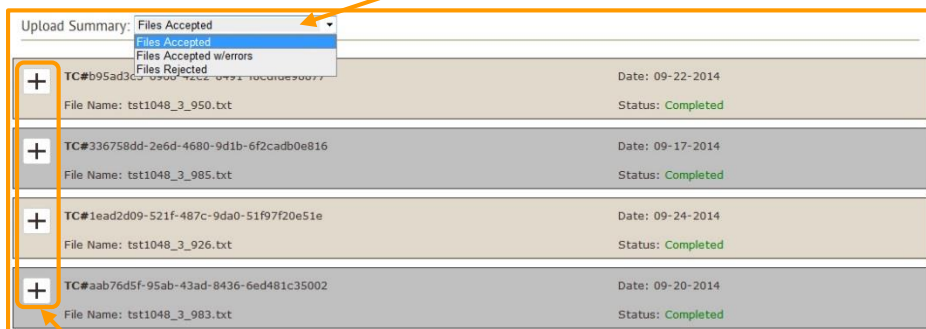 Upload Summary: Files Accepted
Files Accepted
Files Accepted w/errors
Files Rejected
TC# Date: 09-22-2014
File Name: tst1048_3_950.txt Status: Completed
TC#336758dd-2e6d-4680-9d1b-6f2cadb0e816 Date: 09-17-2014
File Name: tst1048_3_985.txt Status: Completed
TC#1ead2d09-521f-487c-9da0-51f97f20e51e Date: 09-24-2014
File Name: tst1048_3_926.txt Status: Completed
TC#aab76d5f-95ab-43ad-8436-6ed481c35002 Date: 09-20-2014
File Name: tst1048_3_983.txt Status: Completed